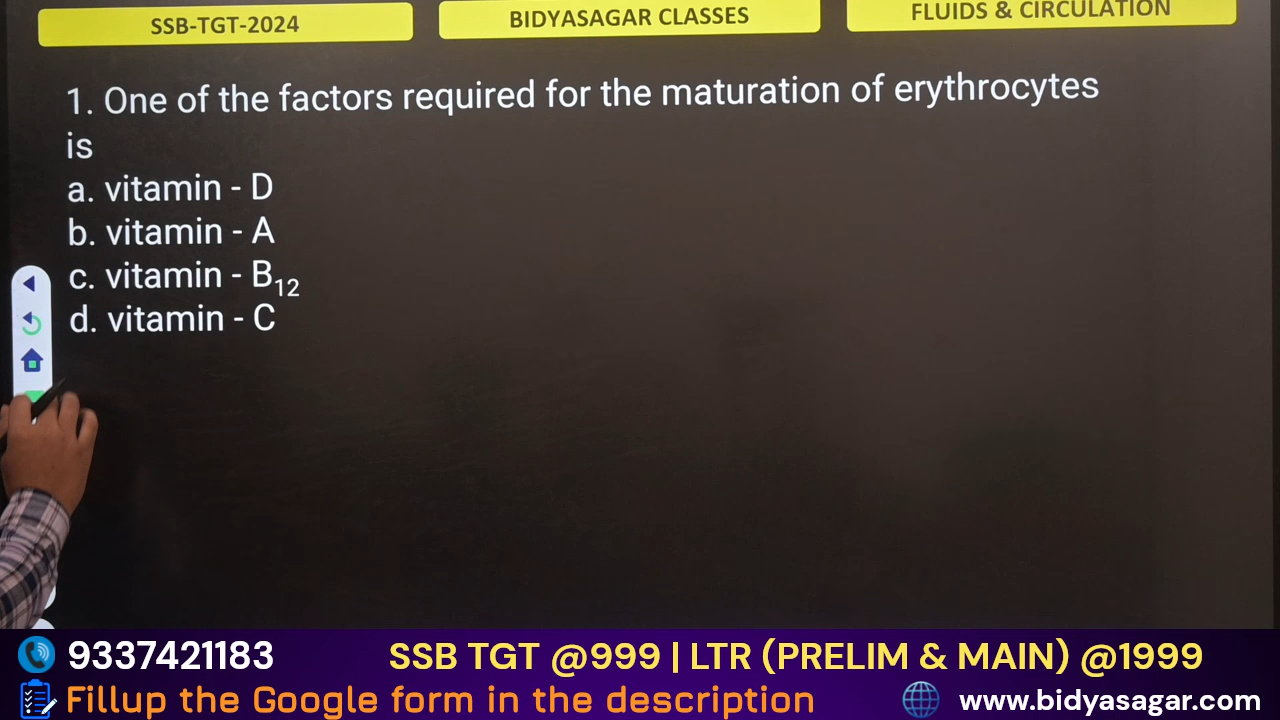 SSB-TGT-2024
BIDYASAGAR CLASSES
FLUIDS & CIRCULATION
1. One of the factors required for the maturation of erythrocytes
is
a. vitamin - D
b. vitamin - A
c. vitamin - B₁₂
d. vitamin - C
9337421183
SSB TGT @999 | LTR (PRELIM & MAIN) @1999
Fillup the Google form in the description
www.bidyasagar.com